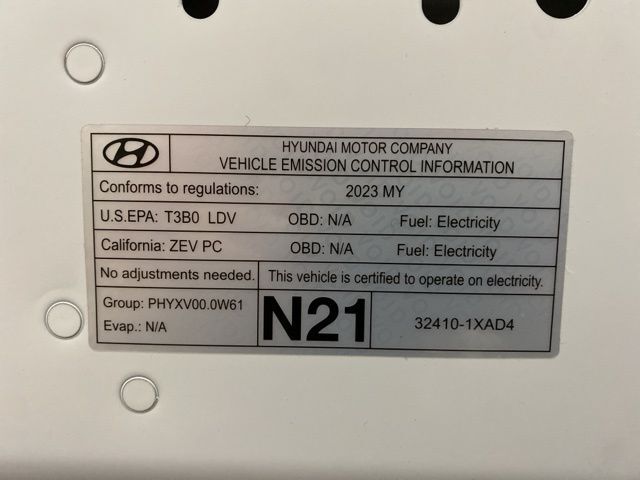 HYUNDAI MOTOR COMPANY
VEHICLE EMISSION CONTROL INFORMATION
Conforms to regulations: 2023 MY
U.S.EPA: T3B0 LDV OBD: N/A Fuel: Electricity
California: ZEV PC OBD: N/A Fuel: Electricity
No adjustments needed. This vehicle is certified to operate on electricity.
Group: PHYXV00.0W61
Evap.: N/A
N21
32410-1XAD4